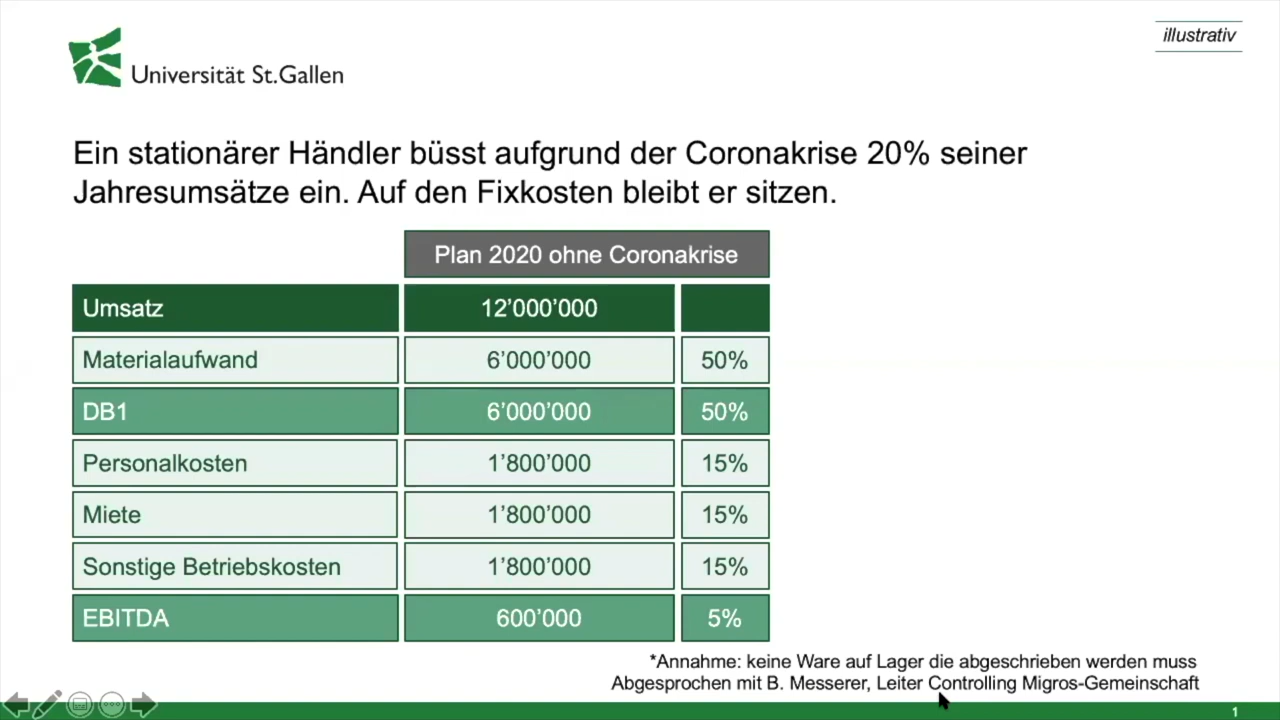 illustrativ
Universität St.Gallen
Ein stationärer Händler büsst aufgrund der Coronakrise 20% seiner
Jahresumsätze ein. Auf den Fixkosten bleibt er sitzen.
Plan 2020 ohne Coronakrise
Umsatz 12’000’000
Materialaufwand 6’000’000 50%
DB1 6’000’000 50%
Personalkosten 1’800’000 15%
Miete 1’800’000 15%
Sonstige Betriebskosten 1’800’000 15%
EBITDA 600’000 5%
*Annahme: keine Ware auf Lager die abgeschrieben werden muss
Abgesprochen mit B. Messerer, Leiter Controlling Migros-Gemeinschaft
1